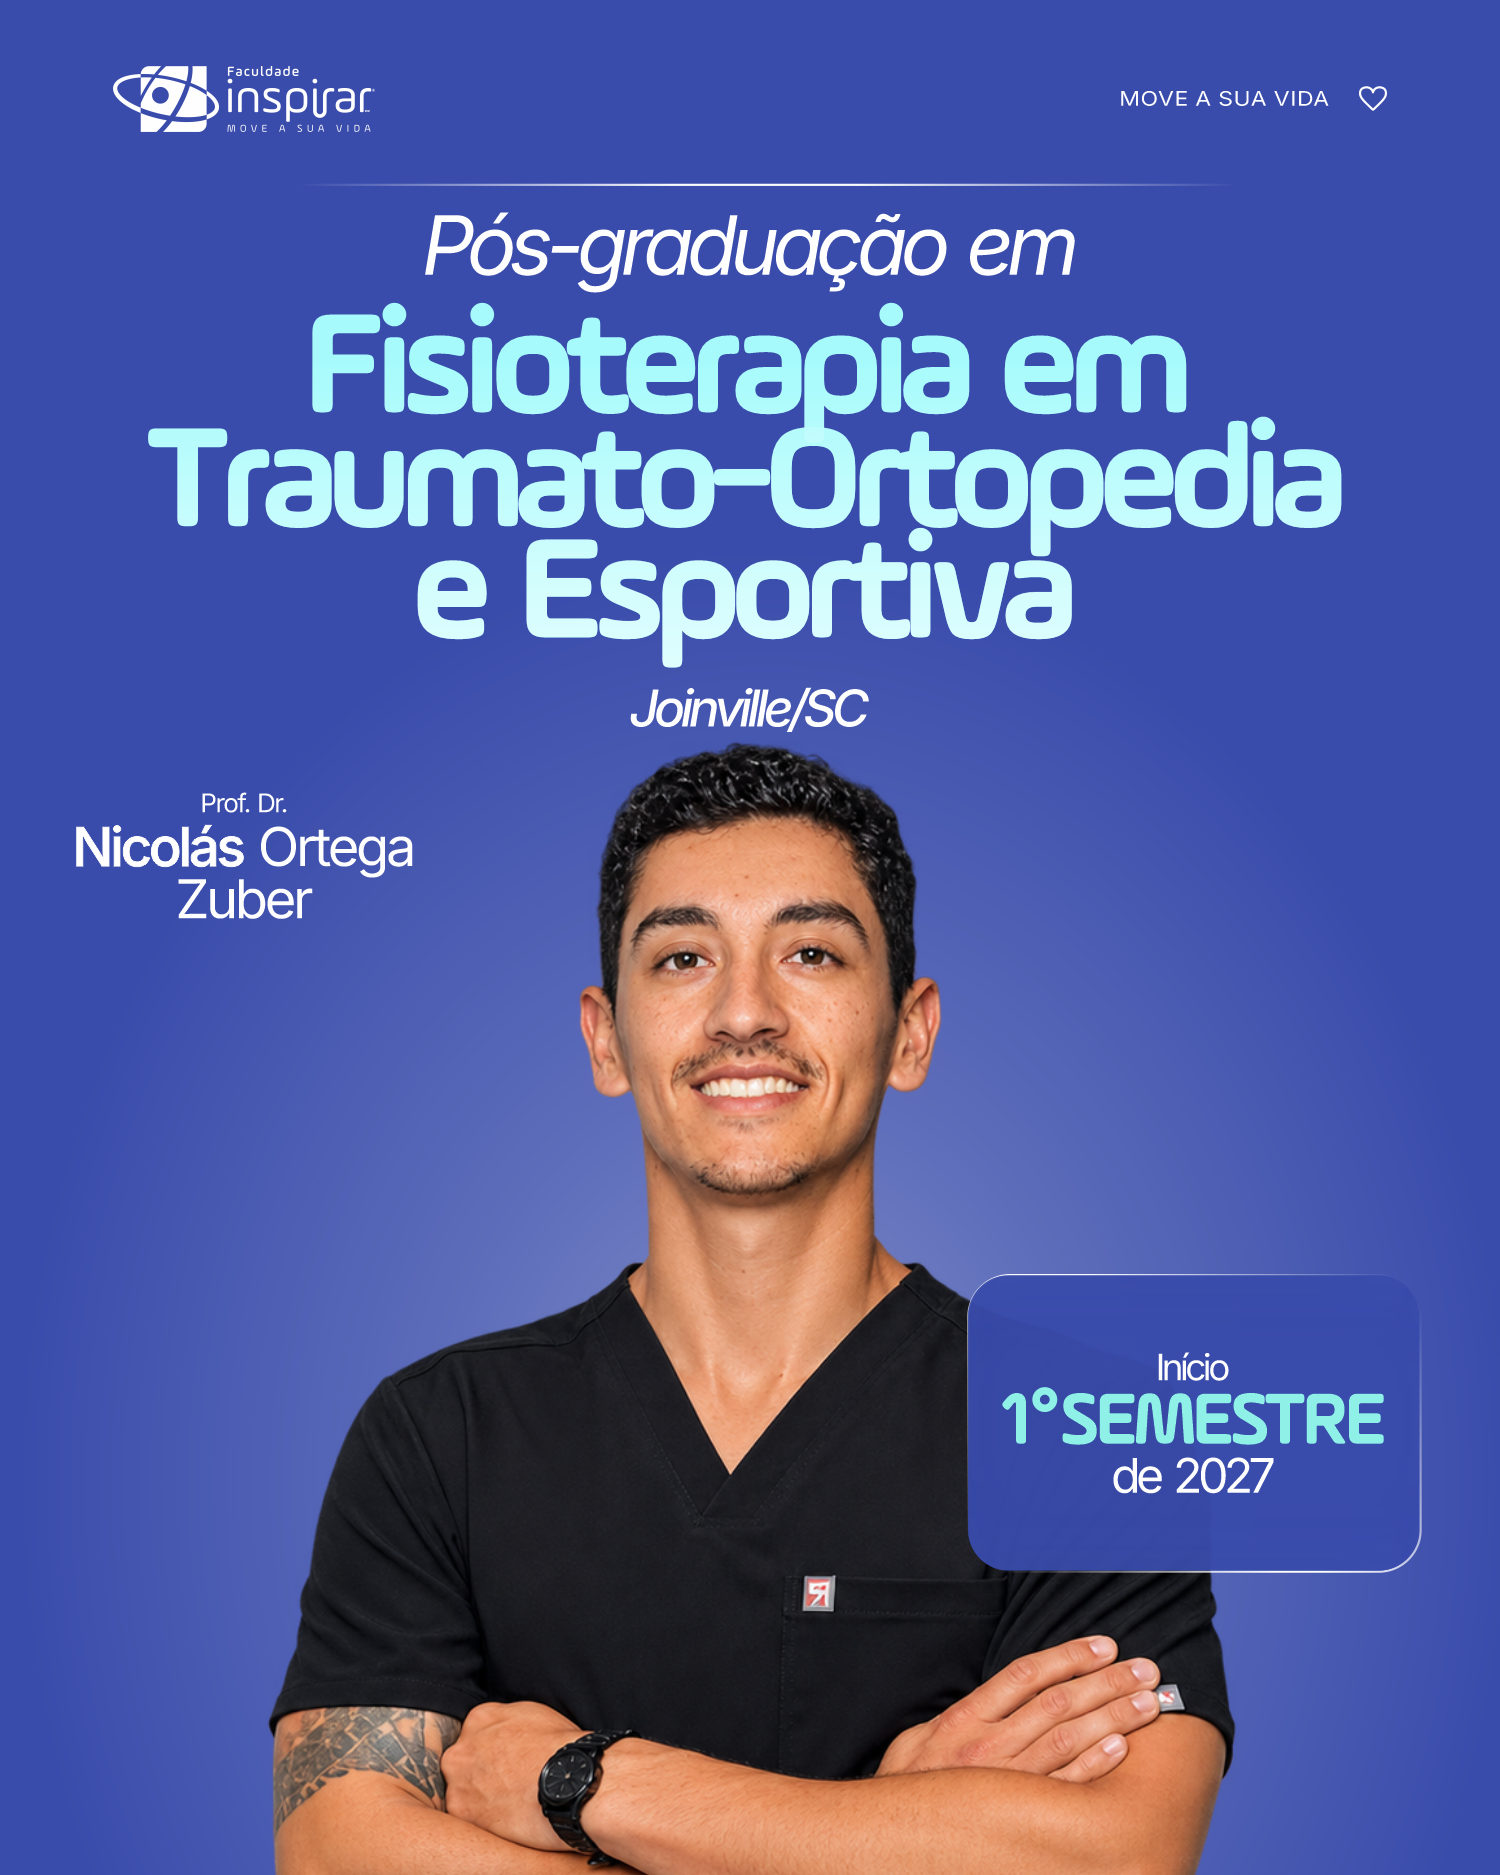 Faculdade
inspirar
MOVE A SUA VIDA
MOVE A SUA VIDA
Pós-graduação em
Fisioterapia em
Traumato-Ortopedia
e Esportiva
Joinville/SC
Prof. Dr.
Nicolás Ortega
Zuber
Início
1°SEMESTRE
de 2027